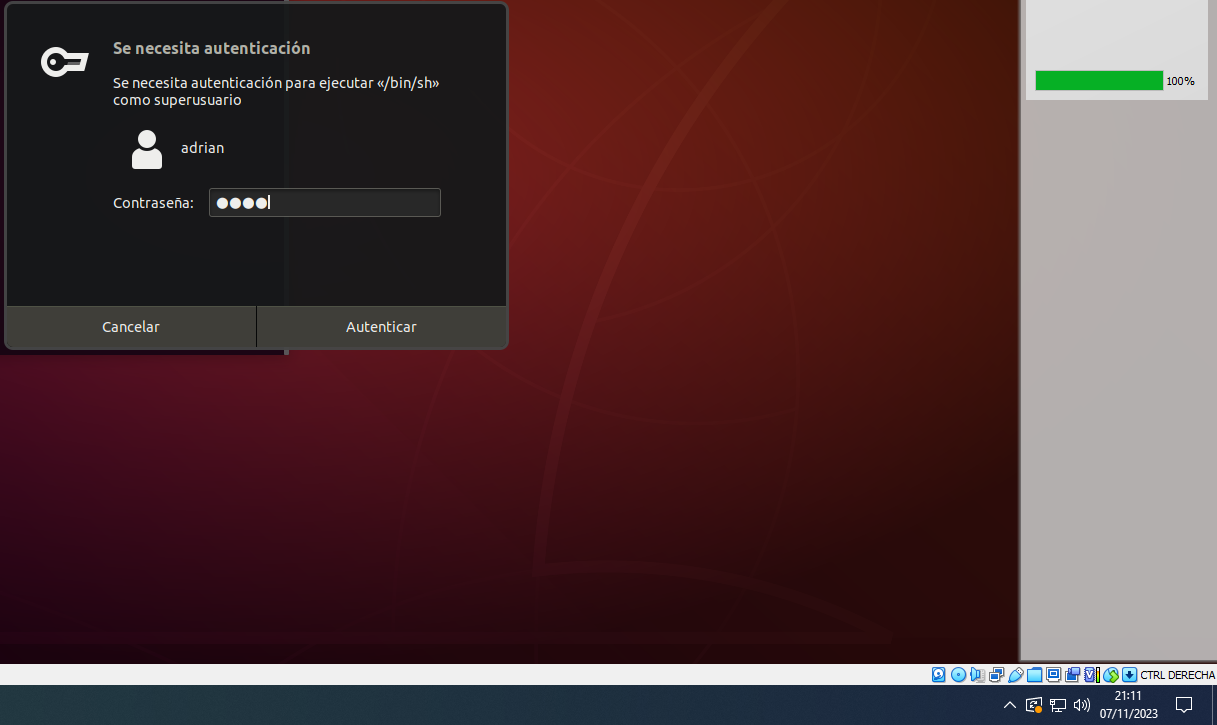 Se necesita autenticación
Se necesita autenticación para ejecutar «/bin/sh»
como superusuario
adrian
Contraseña: ●●●●
Cancelar
Autenticar
100%
CTRL DERECHA
21:11
07/11/2023